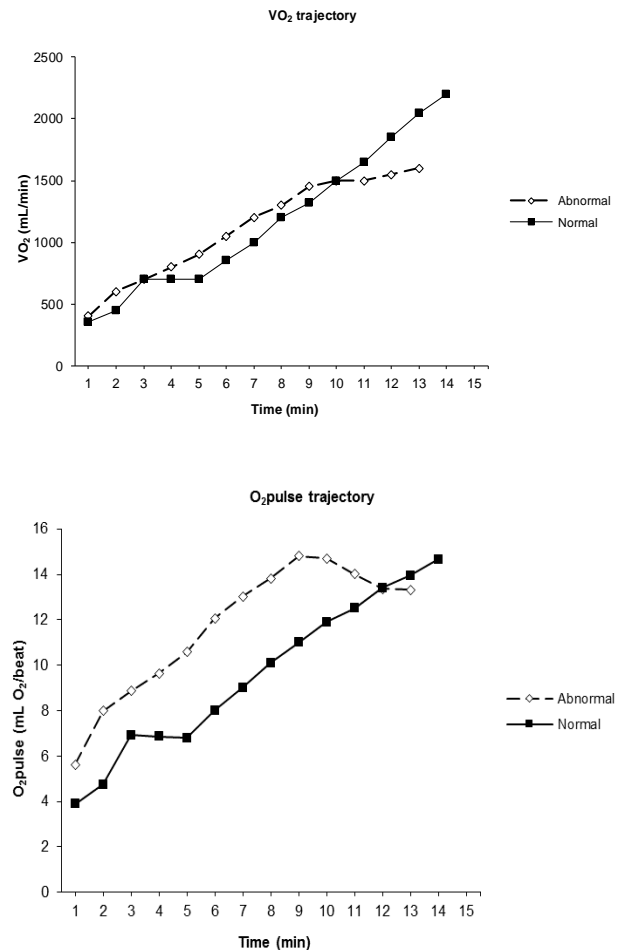 VO₂ trajectory
2500
2000
1500
1000
500
0
VO₂ (mL/min)
1 2 3 4 5 6 7 8 9 10 11 12 13 14 15
Time (min)
Abnormal
Normal
O₂pulse trajectory
16
14
12
10
8
6
4
2
0
O₂pulse (mL O₂/beat)
1 2 3 4 5 6 7 8 9 10 11 12 13 14 15
Time (min)
Abnormal
Normal